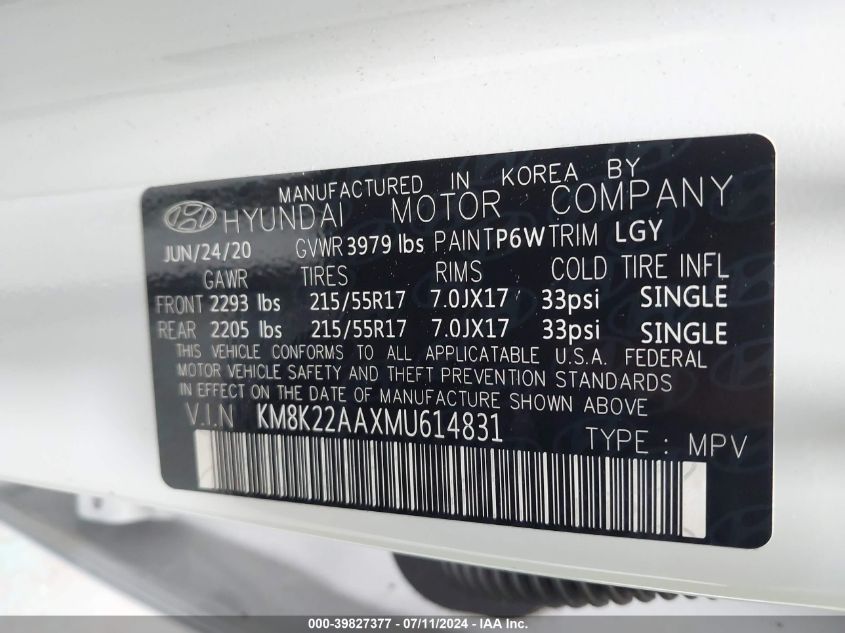 MANUFACTURED IN KOREA BY
HYUNDAI MOTOR COMPANY
JUN/24/20 GVWR 3979 lbs PAINT P6W TRIM LGY
GAWR TIRES RIMS COLD TIRE INFL
FRONT 2293 lbs 215/55R17 7.0JX17 33psi SINGLE
REAR 2205 lbs 215/55R17 7.0JX17 33psi SINGLE
THIS VEHICLE CONFORMS TO ALL APPLICATABLE U.S.A. FEDERAL
MOTOR VEHICLE SAFETY AND THEFT PREVENTION STANDARDS
IN EFFECT ON THE DATE OF MANUFACTURE SHOWN ABOVE
V.I.N KM8K22AAXMU614831 TYPE : MPV
000-39827377 - 07/11/2024 - IAAI.com